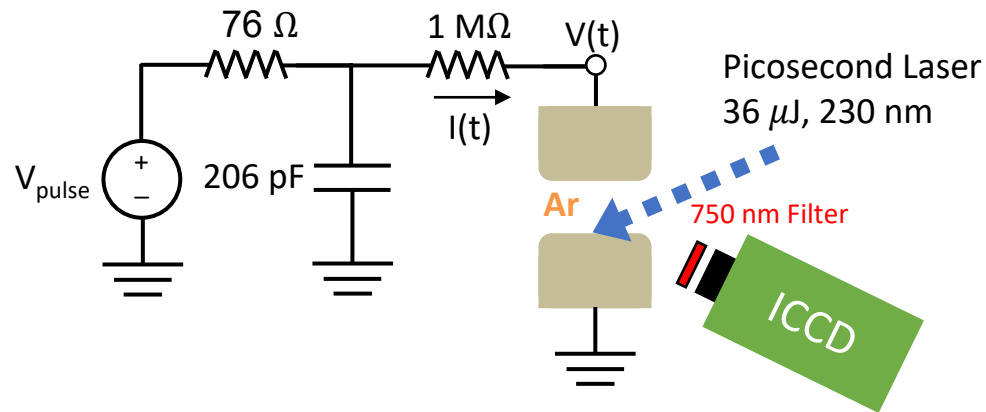 76 Ω
1 MΩ
V(t)
I(t)
Picosecond Laser
36 μJ, 230 nm
V_pulse
+
−
206 pF
Ar
750 nm Filter
ICCD